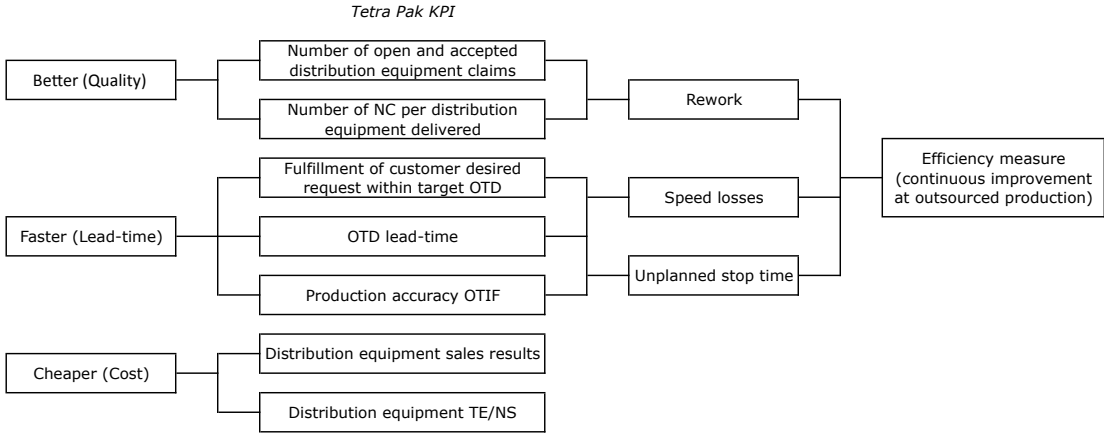 Tetra Pak KPI
Better (Quality)
Number of open and accepted
distribution equipment claims
Number of NC per distribution
equipment delivered
Rework
Faster (Lead-time)
Fulfillment of customer desired
request within target OTD
OTD lead-time
Production accuracy OTIF
Speed losses
Unplanned stop time
Efficiency measure
(continuous improvement
at outsourced production)
Cheaper (Cost)
Distribution equipment sales results
Distribution equipment TE/NS